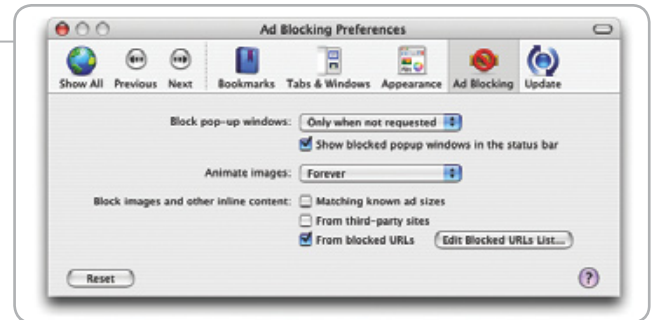 Ad Blocking Preferences
Show All Previous Next Bookmarks Tabs & Windows Appearance Ad Blocking Update
Block pop-up windows: Only when not requested
Show blocked popup windows in the status bar
Animate images: Forever
Block images and other inline content: Matching known ad sizes
From third-party sites
From blocked URLs Edit Blocked URLs List...
Reset ?